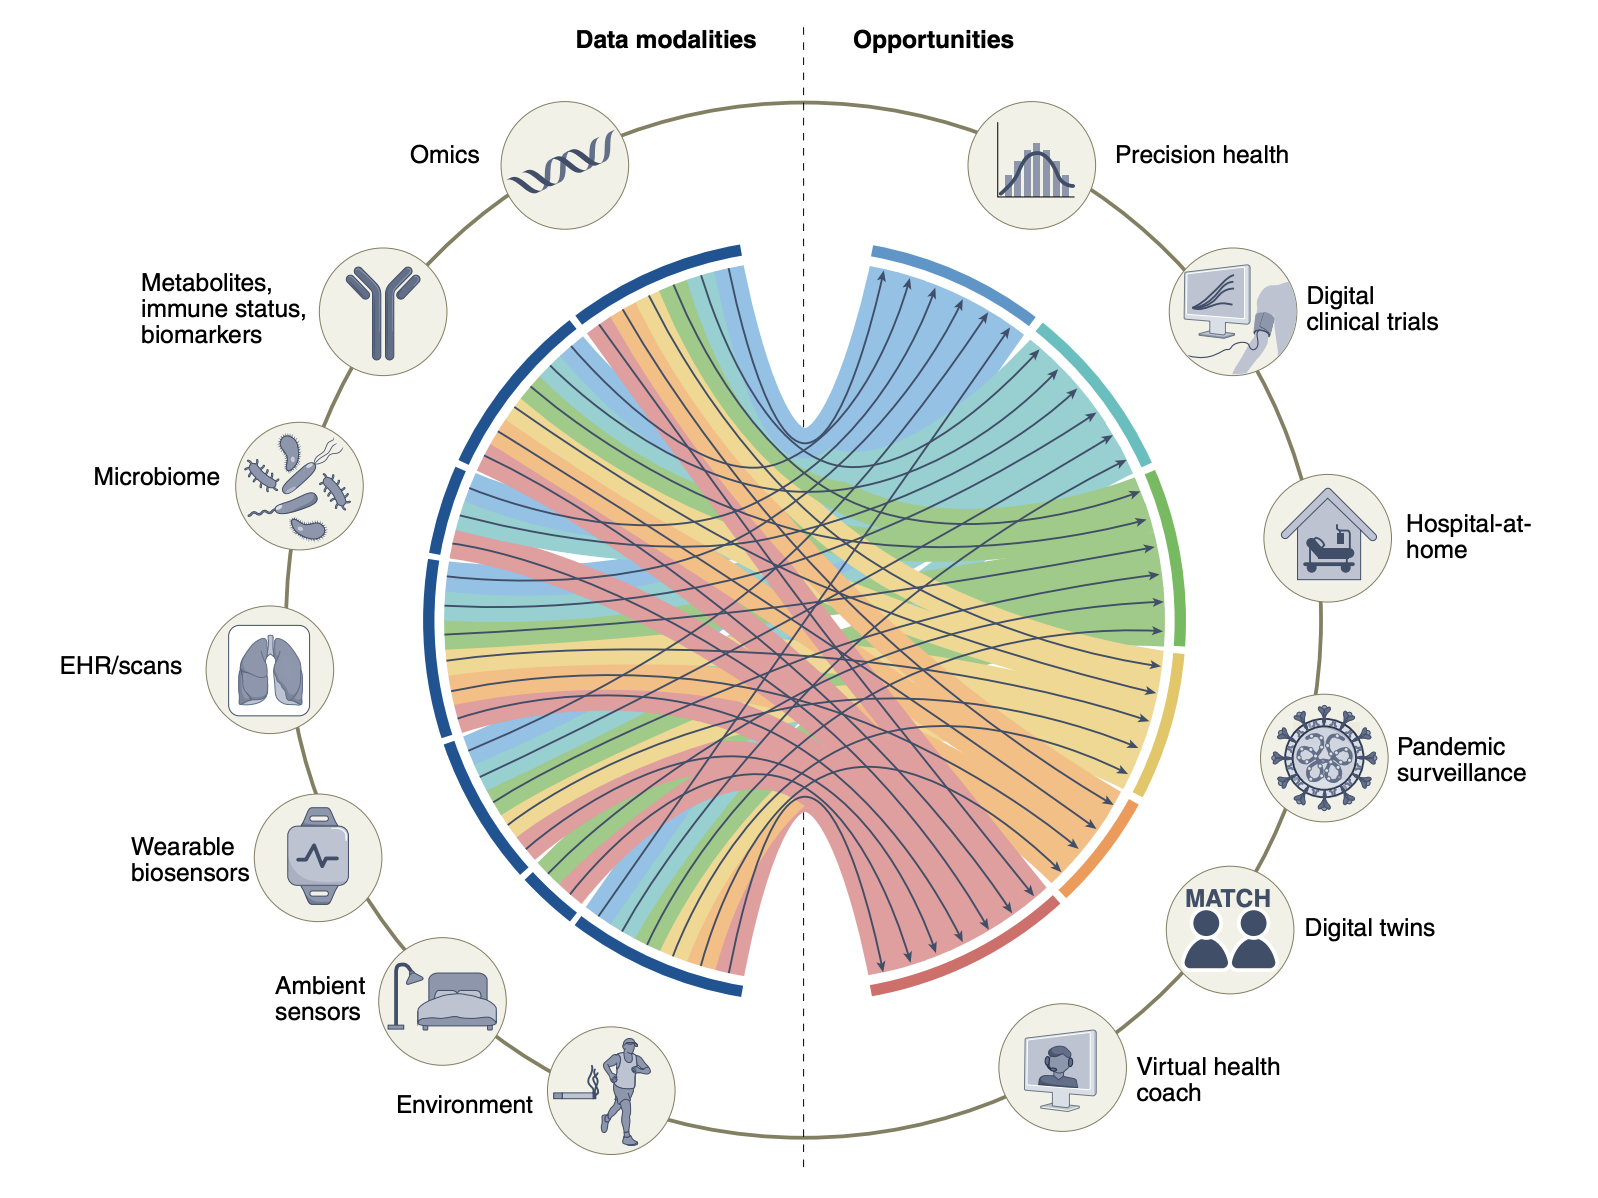 Data modalities
Opportunities
Omics
Metabolites,
immune status,
biomarkers
Microbiome
EHR/scans
Wearable
biosensors
Ambient
sensors
Environment
Precision health
Digital
clinical trials
Hospital-at-
home
Pandemic
surveillance
MATCH
Digital twins
Virtual health
coach